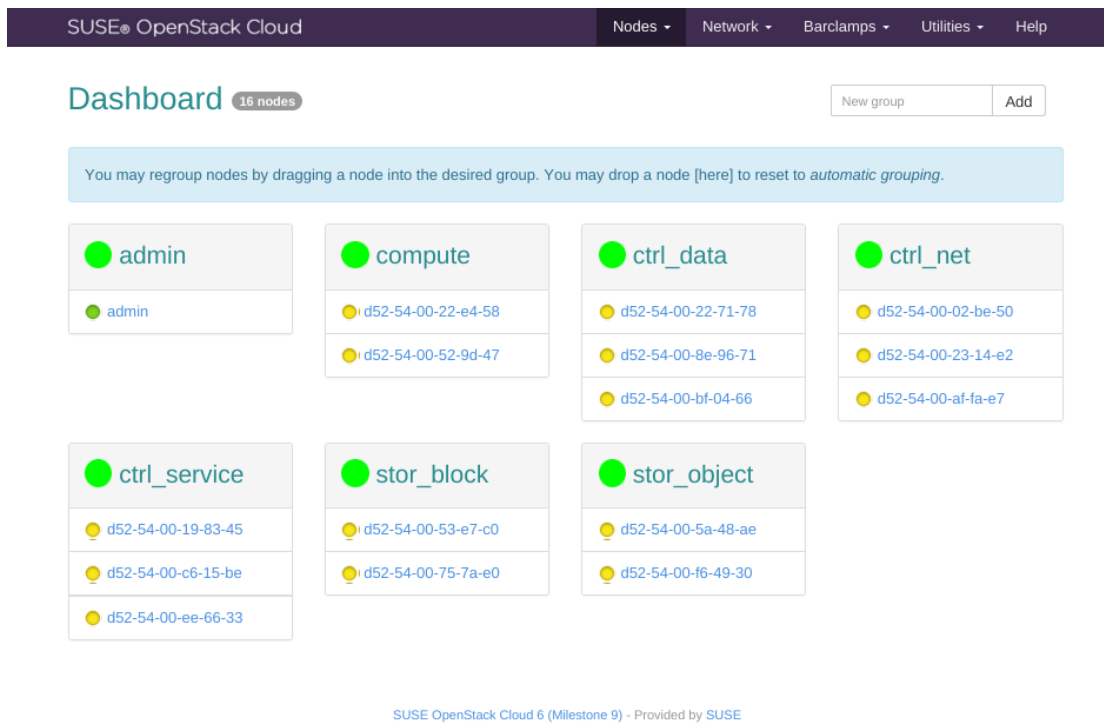 SUSE® OpenStack Cloud Nodes Network Barclamps Utilities Help
Dashboard 16 nodes New group Add
You may regroup nodes by dragging a node into the desired group. You may drop a node [here] to reset to automatic grouping.
admin
admin
compute
d52-54-00-22-e4-58
d52-54-00-52-9d-47
ctrl_data
d52-54-00-22-71-78
d52-54-00-8e-96-71
d52-54-00-bf-04-66
ctrl_net
d52-54-00-02-be-50
d52-54-00-23-14-e2
d52-54-00-af-fa-e7
ctrl_service
d52-54-00-19-83-45
d52-54-00-c6-15-be
d52-54-00-ee-66-33
stor_block
d52-54-00-53-e7-c0
d52-54-00-75-7a-e0
stor_object
d52-54-00-5a-48-ae
d52-54-00-f6-49-30
SUSE OpenStack Cloud 6 (Milestone 9) - Provided by SUSE